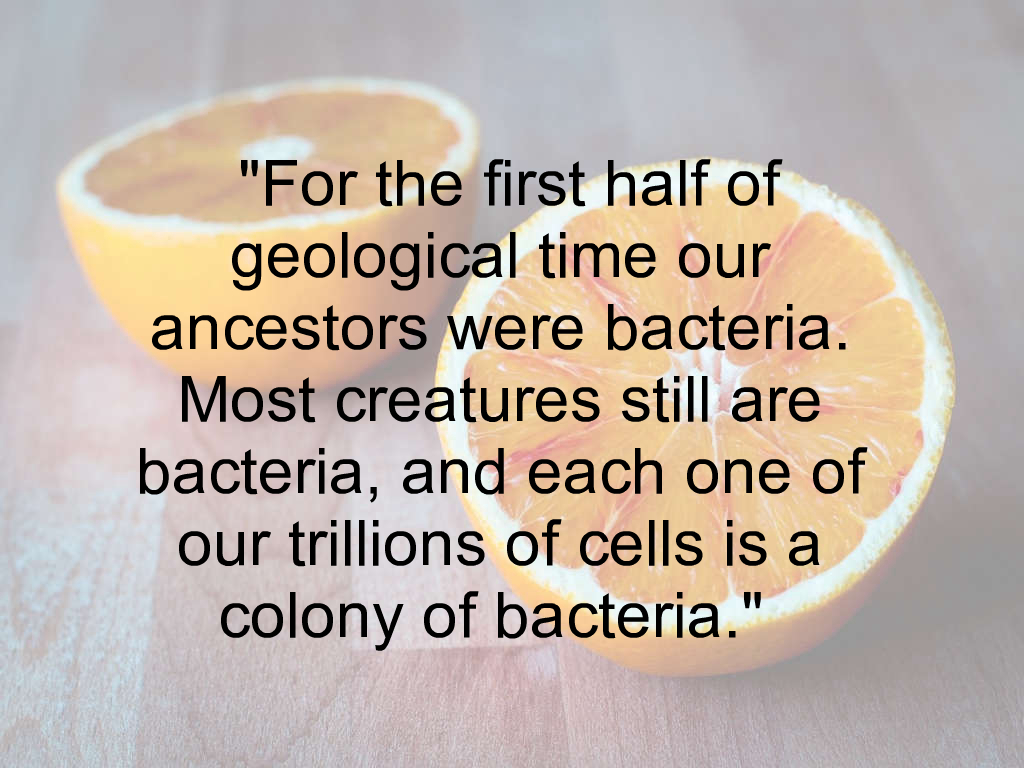 "For the first half of
geological time our
ancestors were bacteria.
Most creatures still are
bacteria, and each one of
our trillions of cells is a
colony of bacteria."